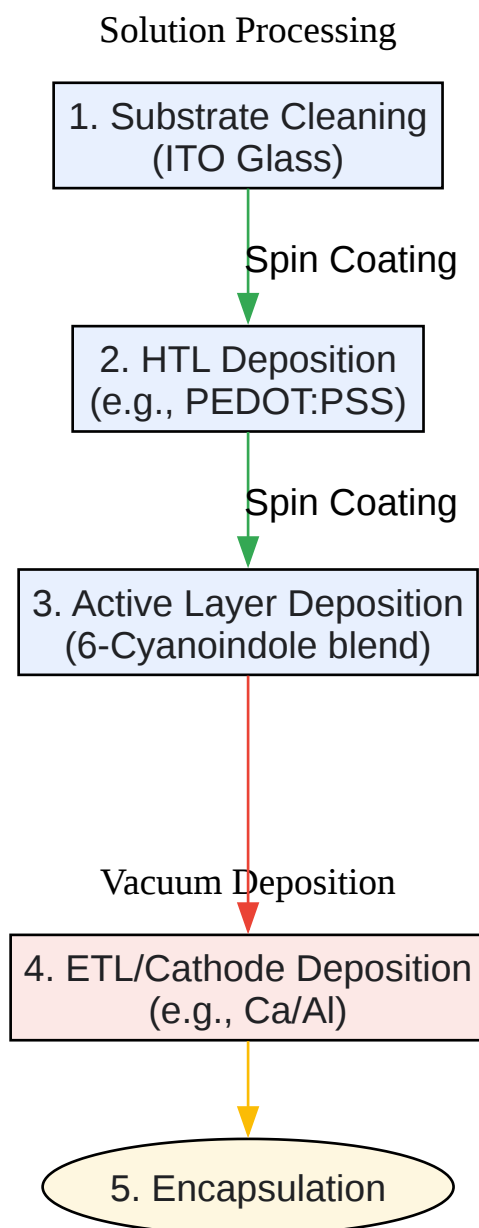 Solution Processing
1. Substrate Cleaning
(ITO Glass)
Spin Coating
2. HTL Deposition
(e.g., PEDOT:PSS)
Spin Coating
3. Active Layer Deposition
(6-Cyanoindole blend)
Vacuum Deposition
4. ETL/Cathode Deposition
(e.g., Ca/Al)
5. Encapsulation